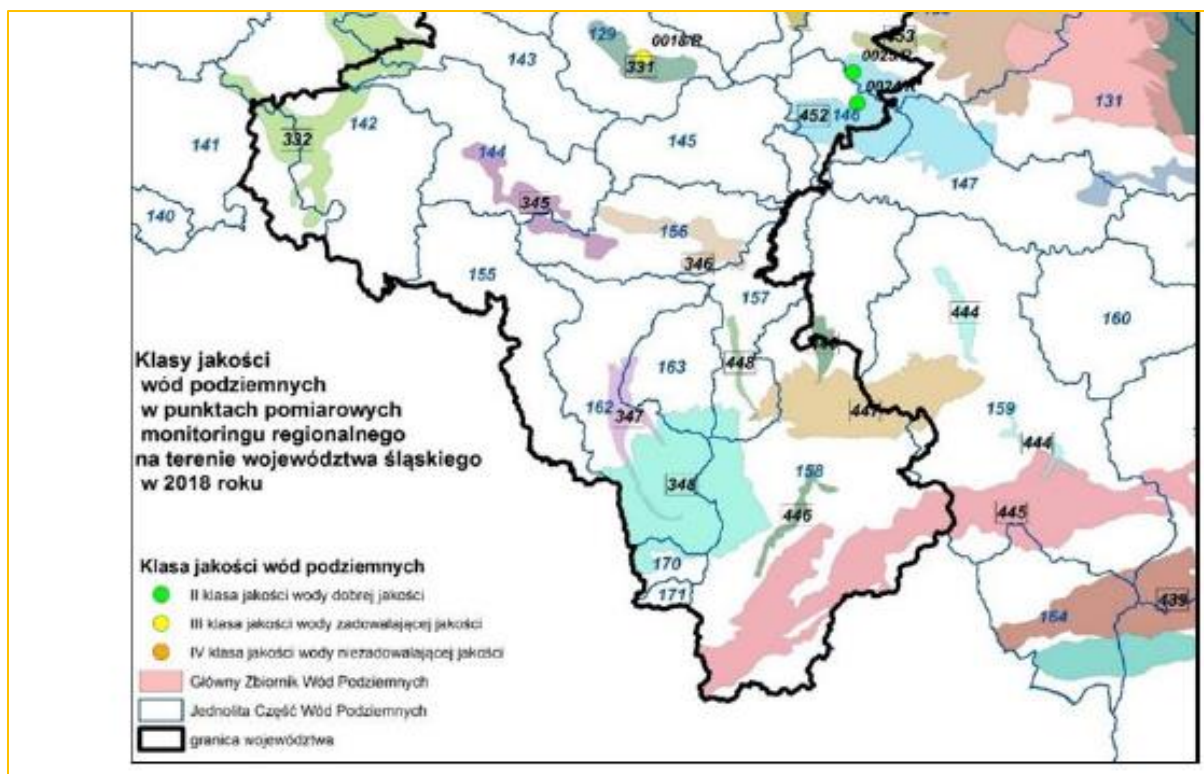 129
0018/R
331
143
0025/R
131
141
142
332
452
146
145
144
147
140
345
156
346
155
157
444
160
Klasy jakości
wód podziemnych
w punktach pomiarowych
monitoringu regionalnego
na terenie województwa śląskiego
w 2018 roku
163
448
162
347
447
159
444
348
158
446
445
170
171
164
439
Klasa jakości wód podziemnych
II klasa jakości wody dobrej jakości
III klasa jakości wody zadowalającej jakości
IV klasa jakości wody niezadowalającej jakości
Główny Zbiornik Wód Podziemnych
Jednolita Część Wód Podziemnych
granica województwa